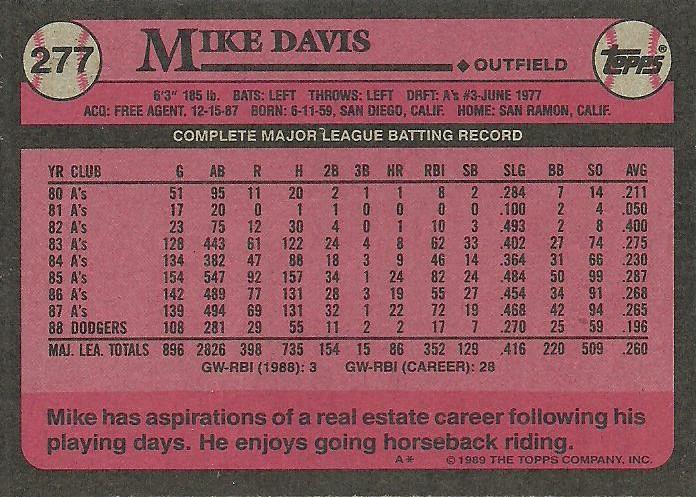 277
MIKE DAVIS
◆ OUTFIELD
TOPPS®
6'3" 185 lb. BATS: LEFT THROWS: LEFT DRFT: A's #3-JUNE 1977
ACQ: FREE AGENT, 12-15-87 BORN: 6-11-59, SAN DIEGO, CALIF. HOME: SAN RAMON, CALIF.
COMPLETE MAJOR LEAGUE BATTING RECORD
YR CLUB G AB R H 2B 3B HR RBI SB SLG BB SO AVG
80 A's 51 95 11 20 2 1 1 8 2 .284 7 14 .211
81 A's 17 20 0 1 1 0 0 0 0 .100 2 4 .050
82 A's 23 75 12 30 4 0 1 10 3 .493 2 8 .400
83 A's 128 443 61 122 24 4 8 62 33 .402 27 74 .275
84 A's 134 382 47 88 18 3 9 46 14 .364 31 66 .230
85 A's 154 547 92 157 34 1 24 82 24 .484 50 99 .287
86 A's 142 489 77 131 28 3 19 55 27 .454 34 91 .268
87 A's 139 494 69 131 32 1 22 72 19 .468 42 94 .265
88 DODGERS 108 281 29 55 11 2 2 17 7 .270 25 59 .196
MAJ. LEA. TOTALS 896 2826 398 735 154 15 86 352 129 .416 220 509 .260
GW-RBI (1988): 3 GW-RBI (CAREER): 28
Mike has aspirations of a real estate career following his
playing days. He enjoys going horseback riding.
A* © 1989 THE TOPPS COMPANY, INC.